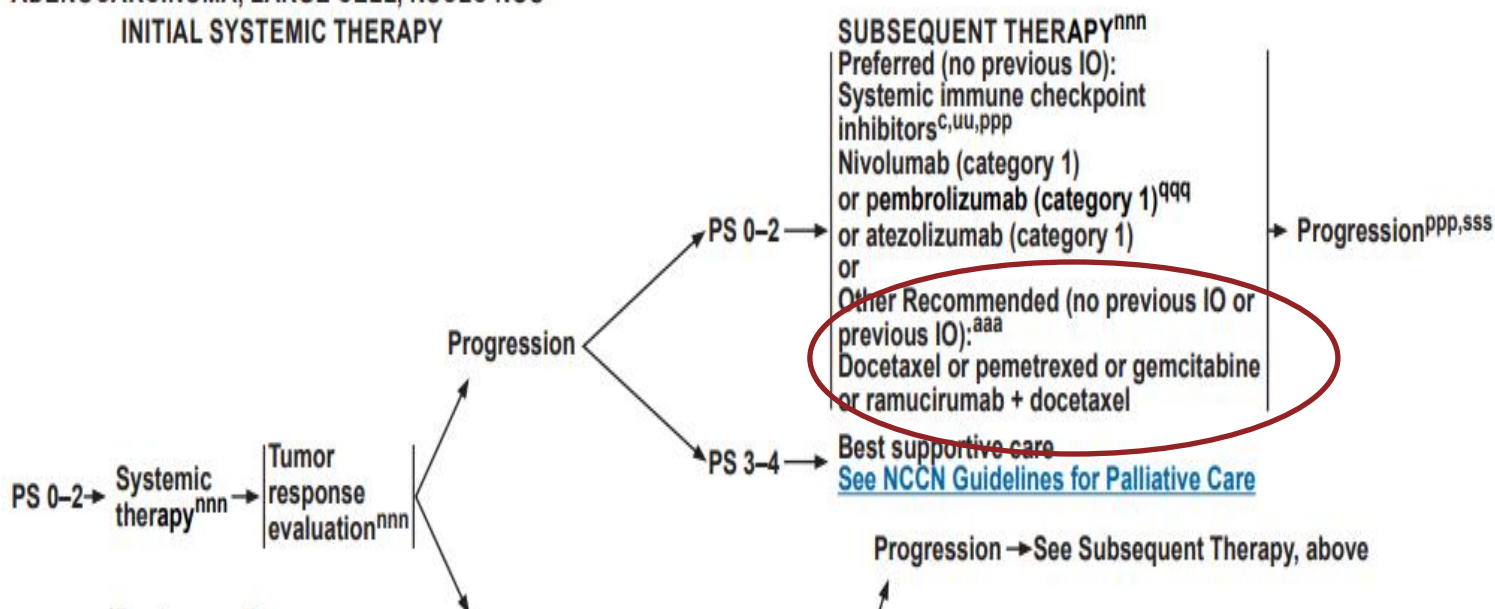 INITIAL SYSTEMIC THERAPY
SUBSEQUENT THERAPYnnn
Preferred (no previous IO):
Systemic immune checkpoint
inhibitorsc,uu,ppp
Nivolumab (category 1)
or pembrolizumab (category 1)qqq
or atezolizumab (category 1)
or
Other Recommended (no previous IO or
previous IO):aaa
Docetaxel or pemetrexed or gemcitabine
or ramucirumab + docetaxel
PS 0–2
Progressionppp,sss
Progression
PS 3–4
Best supportive care
See NCCN Guidelines for Palliative Care
PS 0–2
Systemic
therapynnn
Tumor
response
evaluationnnn
Progression
See Subsequent Therapy, above